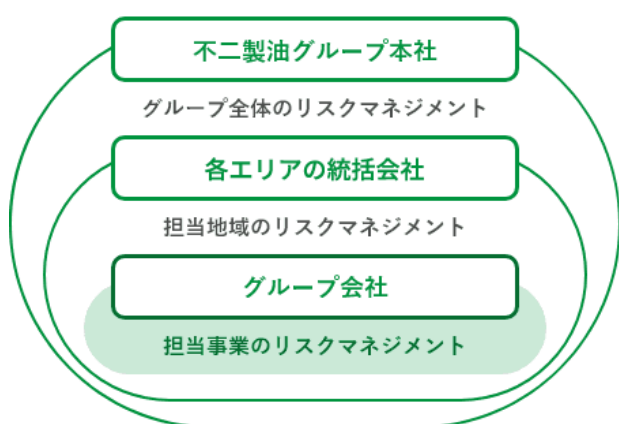 不二製油グループ本社
グループ全体のリスクマネジメント
各エリアの統括会社
担当地域のリスクマネジメント
グループ会社
担当事業のリスクマネジメント